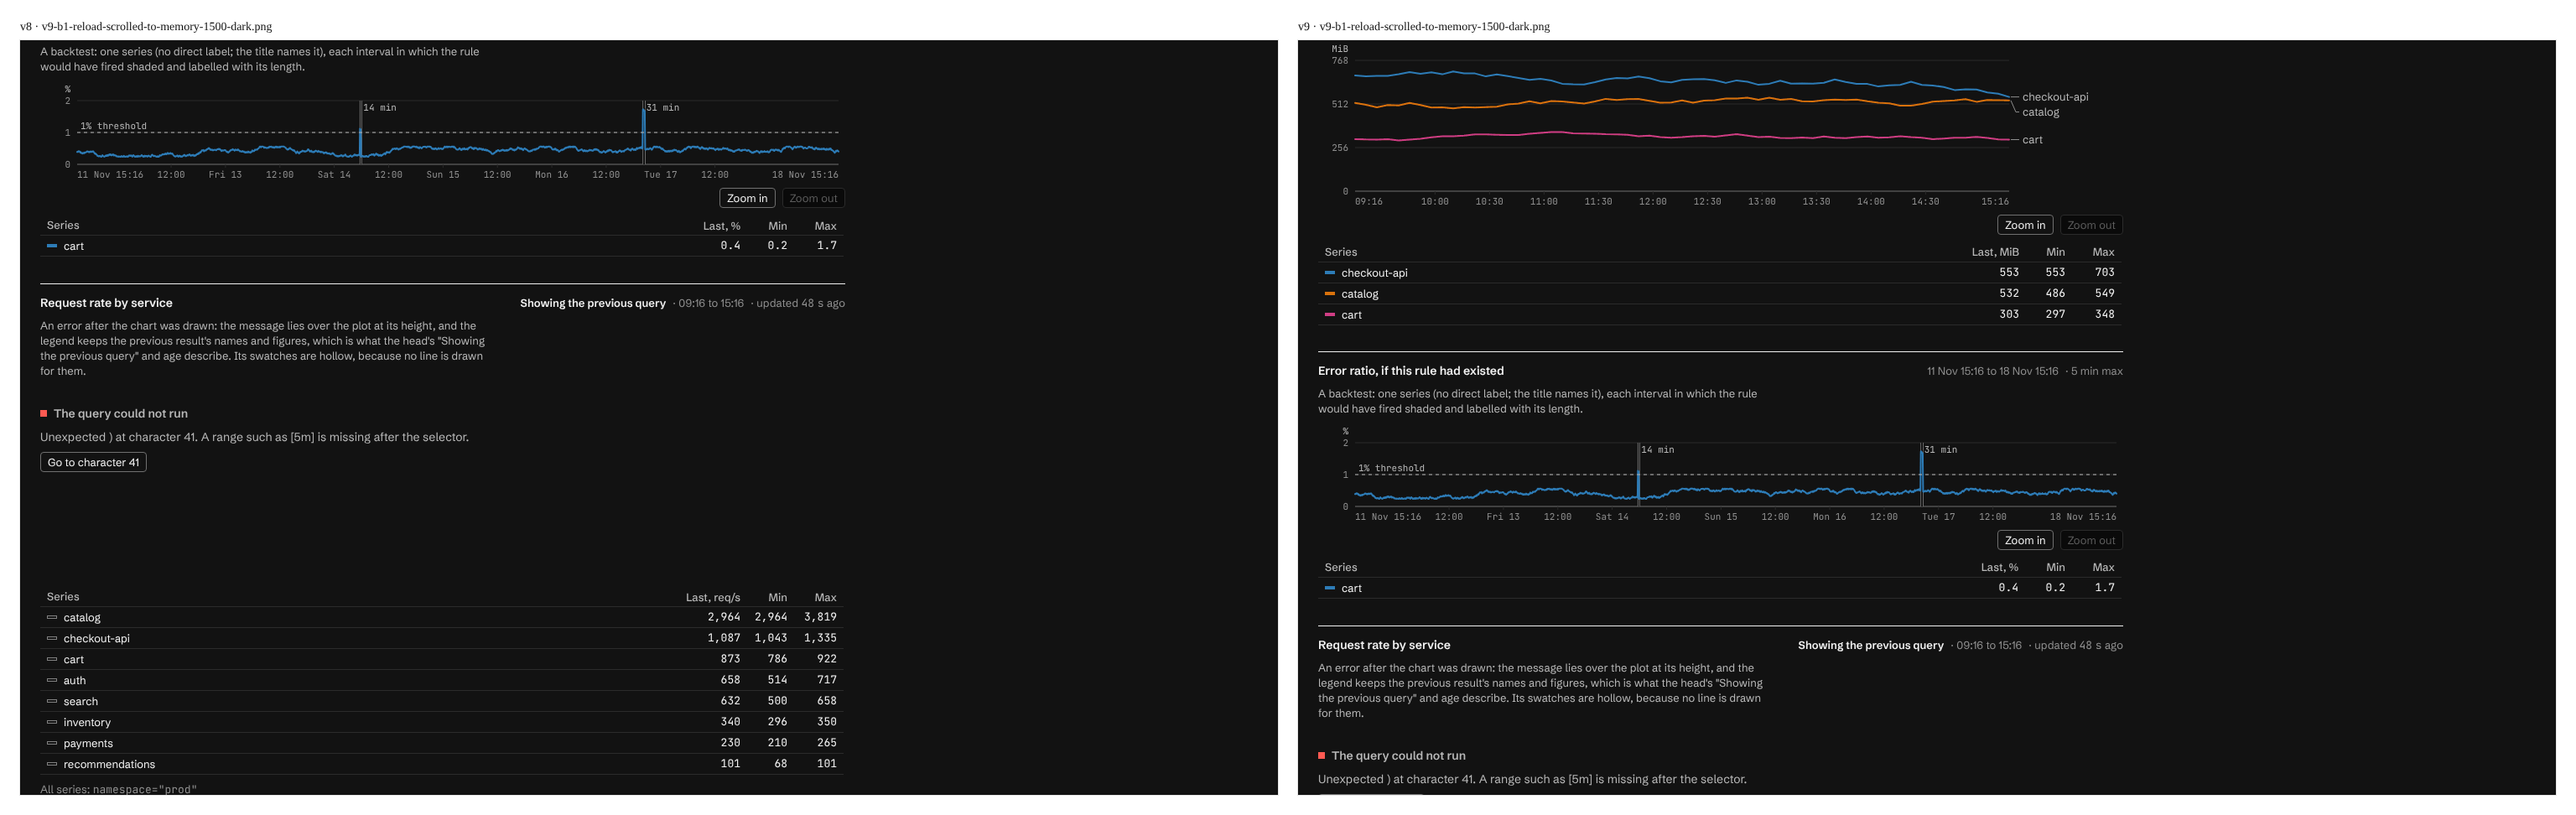 v8 · v9-b1-reload-scrolled-to-memory-1500-dark.png
A backtest: one series (no direct label; the title names it), each interval in which the rule
would have fired shaded and labelled with its length.
%
2
14 min
31 min
1% threshold
1
0
11 Nov 15:16 12:00 Fri 13 12:00 Sat 14 12:00 Sun 15 12:00 Mon 16 12:00 Tue 17 12:00 18 Nov 15:16
Zoom in Zoom out
Series Last, % Min Max
cart 0.4 0.2 1.7
Request rate by service Showing the previous query · 09:16 to 15:16 · updated 48 s ago
An error after the chart was drawn: the message lies over the plot at its height, and the
legend keeps the previous result's names and figures, which is what the head's "Showing
the previous query" and age describe. Its swatches are hollow, because no line is drawn
for them.
The query could not run
Unexpected ) at character 41. A range such as [5m] is missing after the selector.
Go to character 41
Series Last, req/s Min Max
catalog 2,964 2,964 3,819
checkout-api 1,087 1,043 1,335
cart 873 786 922
auth 658 514 717
search 632 500 658
inventory 340 296 350
payments 230 210 265
recommendations 101 68 101
All series: namespace="prod"
v9 · v9-b1-reload-scrolled-to-memory-1500-dark.png
MiB
768
512
256
0
checkout-api
catalog
cart
09:16 10:00 10:30 11:00 11:30 12:00 12:30 13:00 13:30 14:00 14:30 15:16
Zoom in Zoom out
Series Last, MiB Min Max
checkout-api 553 553 703
catalog 532 486 549
cart 303 297 348
Error ratio, if this rule had existed 11 Nov 15:16 to 18 Nov 15:16 · 5 min max
A backtest: one series (no direct label; the title names it), each interval in which the rule
would have fired shaded and labelled with its length.
%
2
14 min
31 min
1% threshold
1
0
11 Nov 15:16 12:00 Fri 13 12:00 Sat 14 12:00 Sun 15 12:00 Mon 16 12:00 Tue 17 12:00 18 Nov 15:16
Zoom in Zoom out
Series Last, % Min Max
cart 0.4 0.2 1.7
Request rate by service Showing the previous query · 09:16 to 15:16 · updated 48 s ago
An error after the chart was drawn: the message lies over the plot at its height, and the
legend keeps the previous result's names and figures, which is what the head's "Showing
the previous query" and age describe. Its swatches are hollow, because no line is drawn
for them.
The query could not run
Unexpected ) at character 41. A range such as [5m] is missing after the selector.